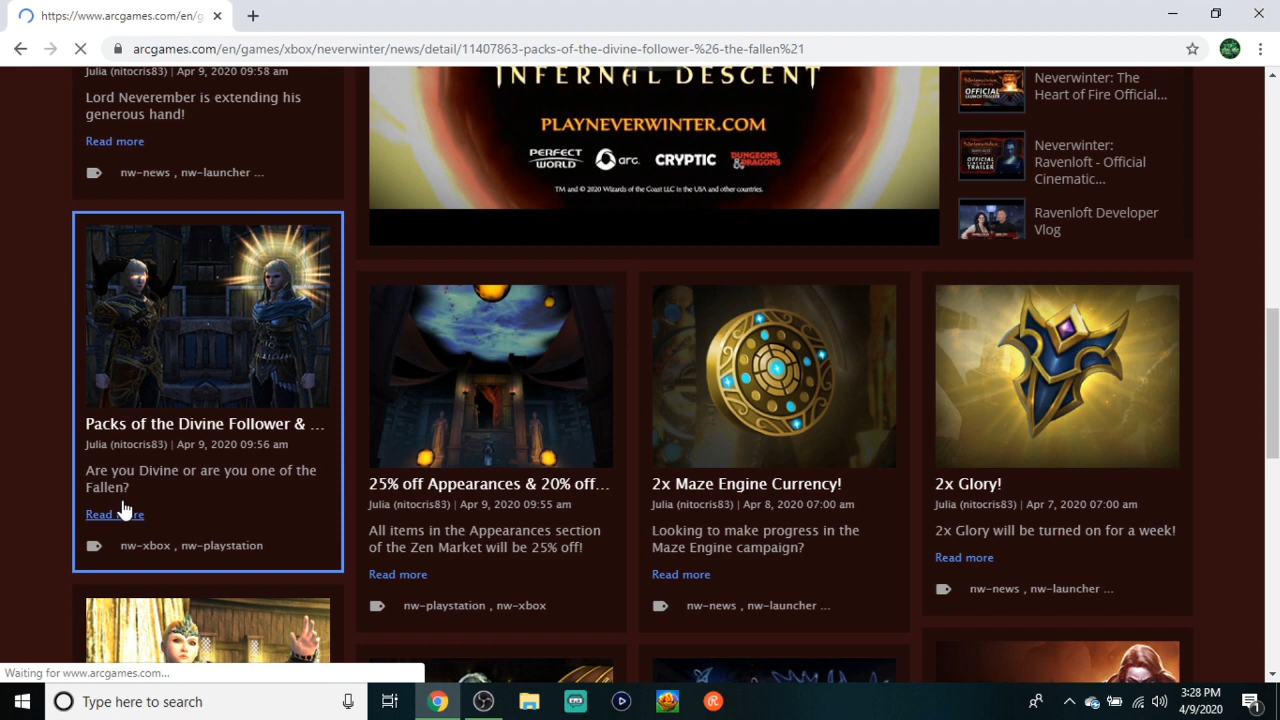 https://www.arcgames.com/en/g
arcgames.com/en/games/xbox/neverwinter/news/detail/11407863-packs-of-the-divine-follower-%26-the-fallen%21
Julia (nitocris83) | Apr 9, 2020 09:58 am
Lord Neverember is extending his
generous hand!
Read more
nw-news , nw-launcher ...
INFERNAL DESCENT
PLAYNEVERWINTER.COM
PERFECT
WORLD
arc.
CRYPTIC
DUNGEONS
&DRAGONS
TM and © 2020 Wizards of the Coast LLC in the USA and other countries.
Neverwinter: The
Heart of Fire Official...
Neverwinter:
Ravenloft - Official
Cinematic...
Ravenloft Developer
Vlog
Packs of the Divine Follower & ...
Julia (nitocris83) | Apr 9, 2020 09:56 am
Are you Divine or are you one of the
Fallen?
Read more
nw-xbox , nw-playstation
25% off Appearances & 20% off...
Julia (nitocris83) | Apr 9, 2020 09:55 am
All items in the Appearances section
of the Zen Market will be 25% off!
Read more
nw-playstation , nw-xbox
2x Maze Engine Currency!
Julia (nitocris83) | Apr 8, 2020 07:00 am
Looking to make progress in the
Maze Engine campaign?
Read more
nw-news , nw-launcher ...
2x Glory!
Julia (nitocris83) | Apr 7, 2020 07:00 am
2x Glory will be turned on for a week!
Read more
nw-news , nw-launcher ...
Waiting for www.arcgames.com...
Type here to search
3:28 PM
4/9/2020